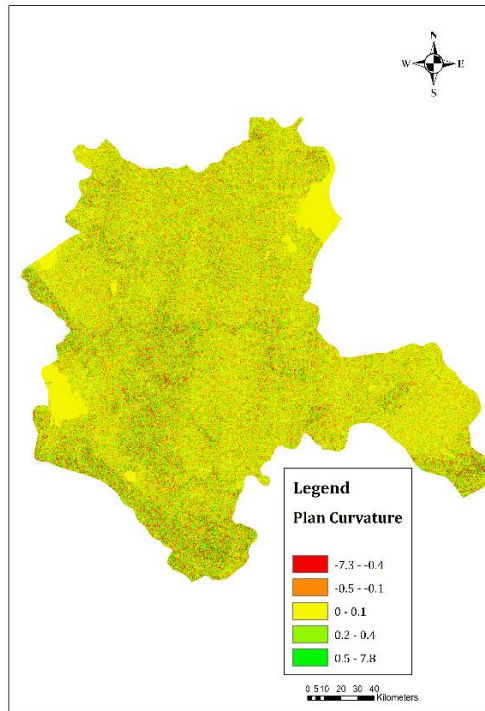 N
W E
S
Legend
Plan Curvature
-7.3 - -0.4
-0.5 - -0.1
0 - 0.1
0.2 - 0.4
0.5 - 7.8
0 5 10 20 30 40
Kilometers